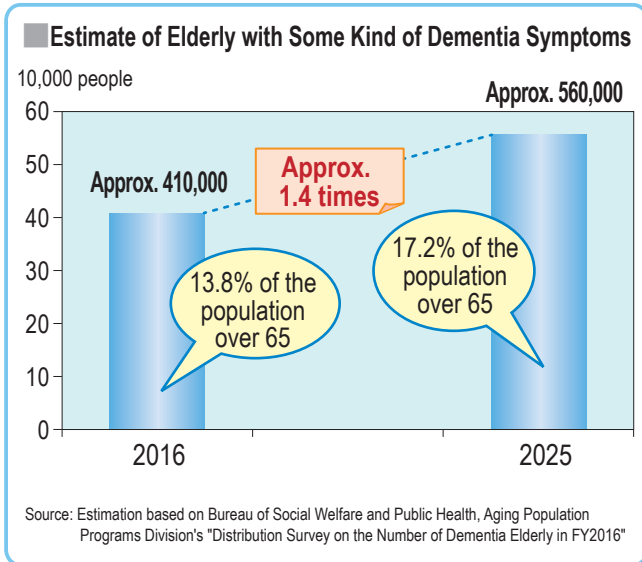 Estimate of Elderly with Some Kind of Dementia Symptoms
10,000 people
Approx. 560,000
60
50
Approx. 410,000
Approx.
1.4 times
40
30
20
10
0
13.8% of the
population
over 65
17.2% of the
population
over 65
2016
2025
Source: Estimation based on Bureau of Social Welfare and Public Health, Aging Population
Programs Division's "Distribution Survey on the Number of Dementia Elderly in FY2016"